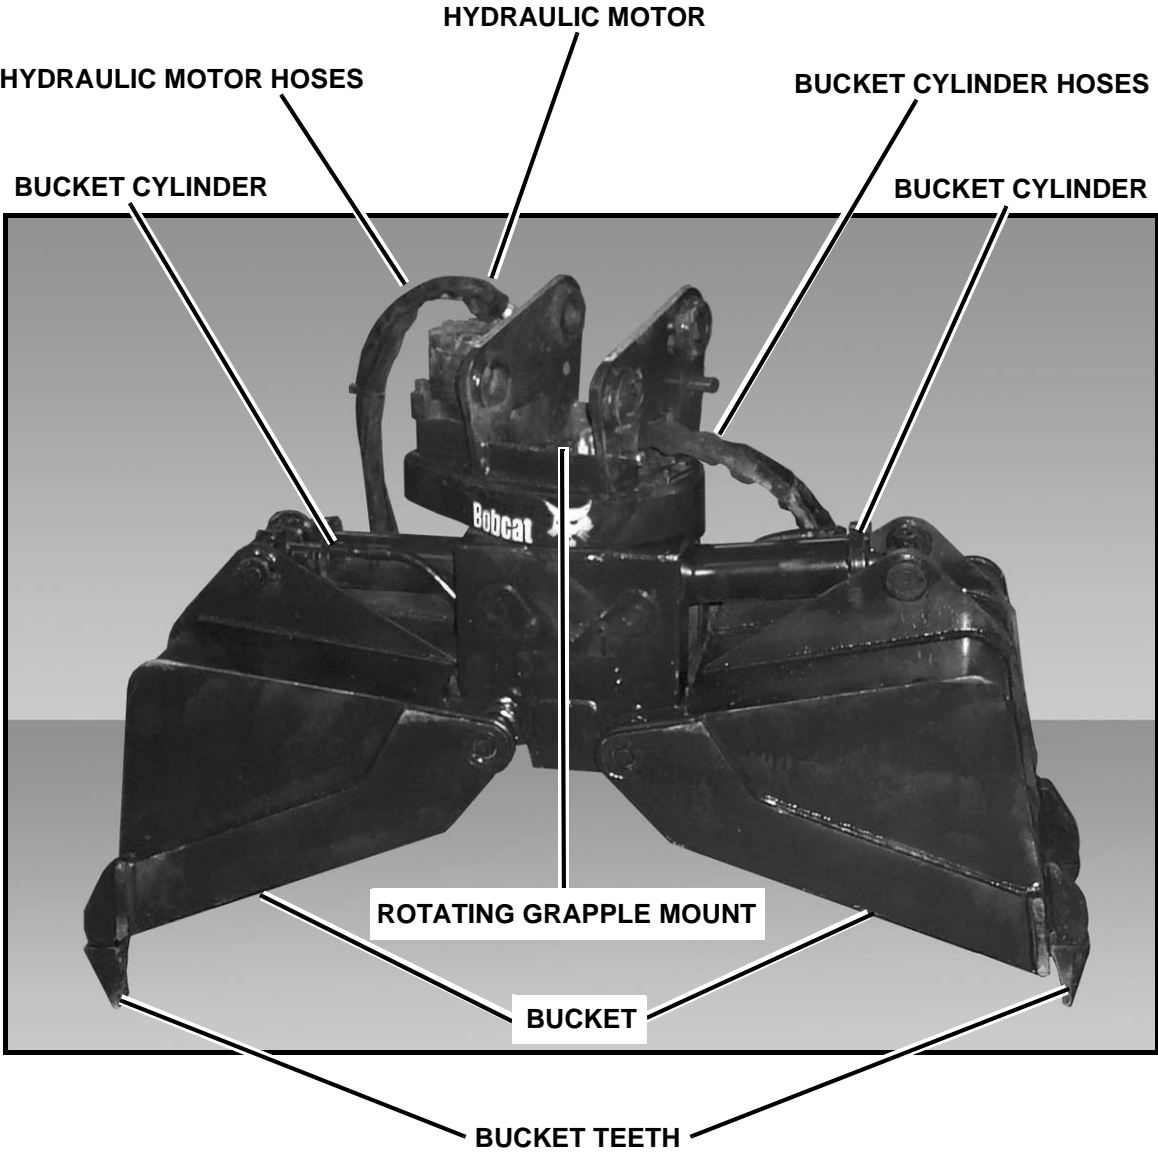 HYDRAULIC MOTOR
HYDRAULIC MOTOR HOSES
BUCKET CYLINDER HOSES
BUCKET CYLINDER
BUCKET CYLINDER
Bobcat
ROTATING GRAPPLE MOUNT
BUCKET
BUCKET TEETH